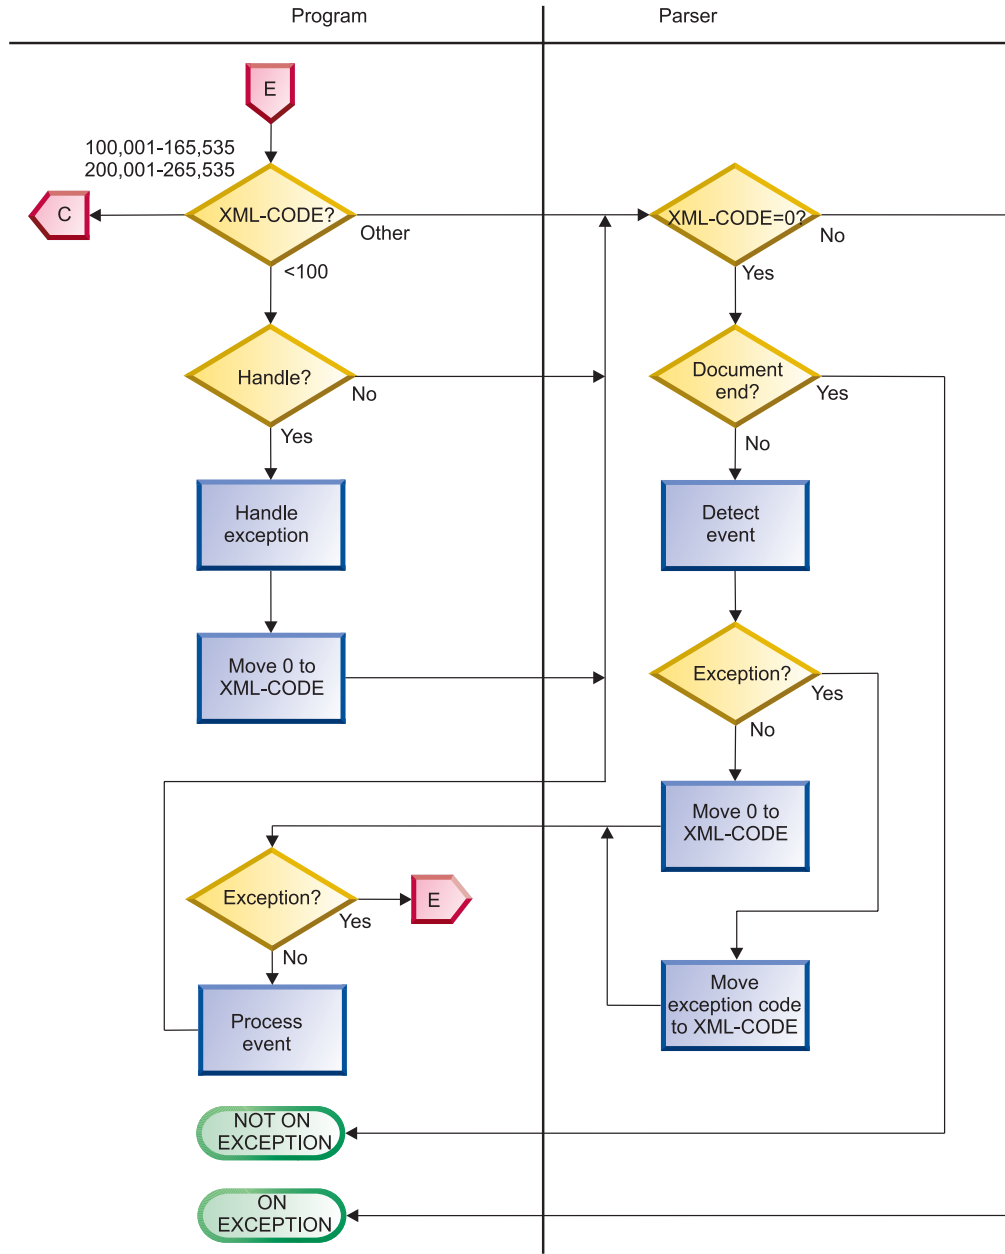 Program
Parser
E
100,001-165,535
200,001-265,535
C
XML-CODE?
Other
<100
XML-CODE=0?
No
Yes
Handle?
No
Yes
Document
end?
Yes
No
Handle
exception
Detect
event
Move 0 to
XML-CODE
Exception?
Yes
No
Move 0 to
XML-CODE
Exception?
Yes
E
No
Process
event
Move
exception code
to XML-CODE
NOT ON
EXCEPTION
ON
EXCEPTION